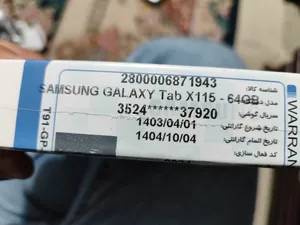 شناسه کالا: 2800006871943
مدل دستگاه: SAMSUNG GALAXY Tab X115 - 64GB
سریال گوشی: 3524******37920
تاریخ شروع گارانتی: 1403/04/01
تاریخ اتمام گارانتی: 1404/10/04
کد فعال سازی:
WARRAN